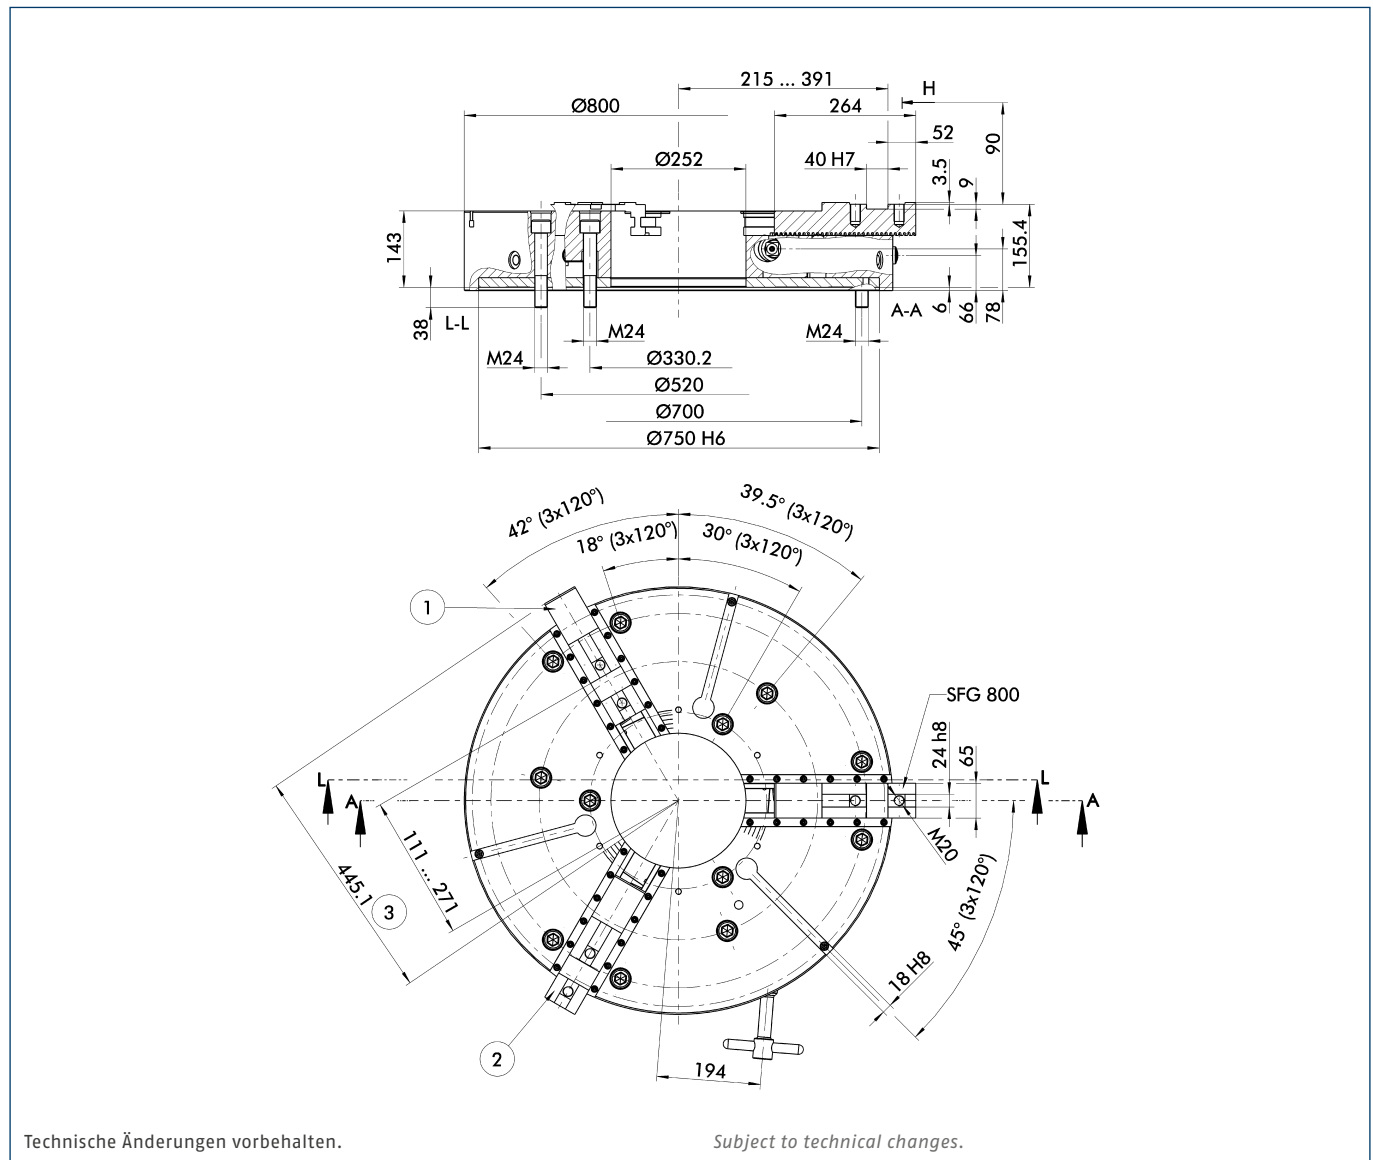 215 ... 391
H
Ø800
264
52
90
Ø252
40 H7
3.5
9
143
155.4
38
L-L
A-A
6
66
78
M24
M24
M24
Ø330.2
Ø520
Ø700
Ø750 H6
42° (3x120°)
39.5° (3x120°)
18° (3x120°)
30° (3x120°)
1
SFG 800
24 h8
65
L
L
A
A
M20
111 ... 271
445.1
3
45° (3x120°)
18 H8
2
194
Technische Änderungen vorbehalten.
Subject to technical changes.